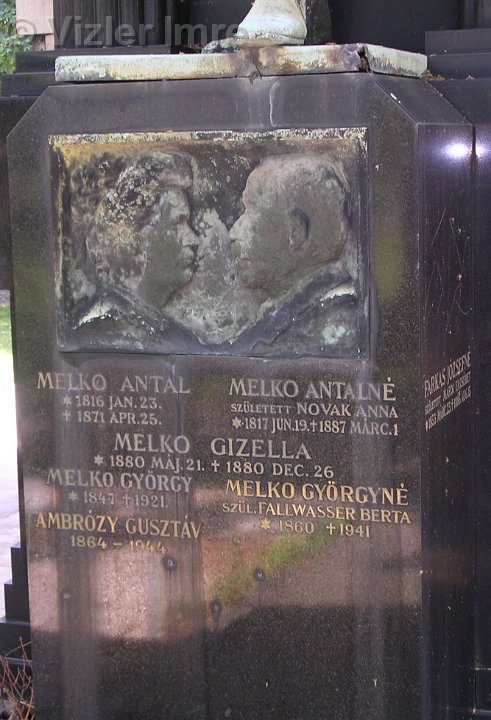 © Vizler Imre
MELKO ANTAL
* 1816 JAN. 23.
† 1871 ÁPR. 25.
MELKO ANTALNÉ
SZÜLETETT NOVAK ANNA
* 1817 JUN. 19. † 1887 MÁRC. 1
MELKO GIZELLA
* 1880 MÁJ. 21. † 1880 DEC. 26
MELKO GYÖRGY
* 1847 † 1921.
MELKO GYÖRGYNÉ
SZÜL. FALLWASSER BERTA
* 1860 † 1941
AMBRÓZY GUSZTÁV
1864 – 1944
FARKAS JÓZSEFNÉ
SZÜLETETT